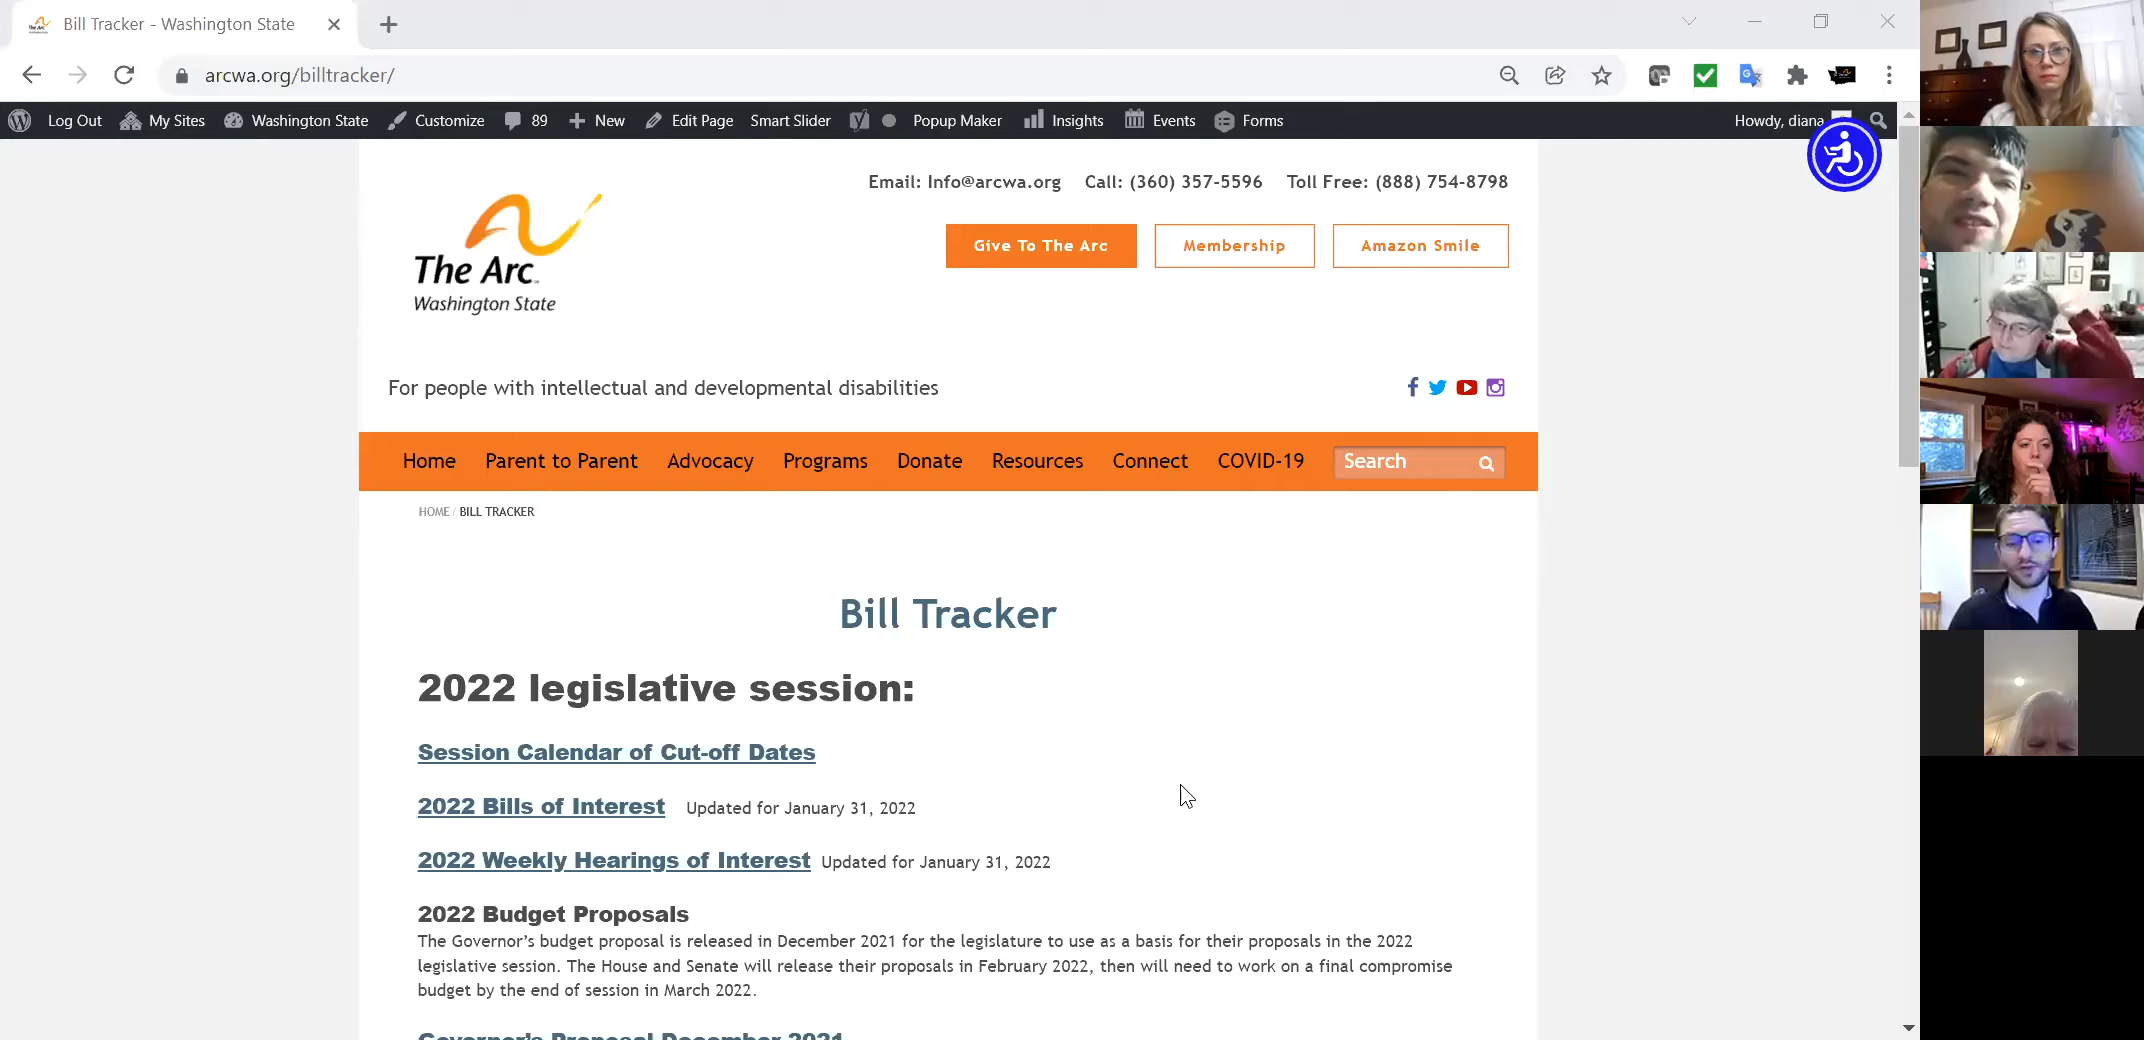 Bill Tracker - Washington State
arcwa.org/billtracker/
Log Out My Sites Washington State Customize 89 New Edit Page Smart Slider Popup Maker Insights Events Forms Howdy, diana
Email: Info@arcwa.org Call: (360) 357-5596 Toll Free: (888) 754-8798
Give To The Arc Membership Amazon Smile
The Arc
Washington State
For people with intellectual and developmental disabilities
Home Parent to Parent Advocacy Programs Donate Resources Connect COVID-19 Search
HOME / BILL TRACKER
Bill Tracker
2022 legislative session:
Session Calendar of Cut-off Dates
2022 Bills of Interest Updated for January 31, 2022
2022 Weekly Hearings of Interest Updated for January 31, 2022
2022 Budget Proposals
The Governor's budget proposal is released in December 2021 for the legislature to use as a basis for their proposals in the 2022
legislative session. The House and Senate will release their proposals in February 2022, then will need to work on a final compromise
budget by the end of session in March 2022.
Governor's Proposal December 2021